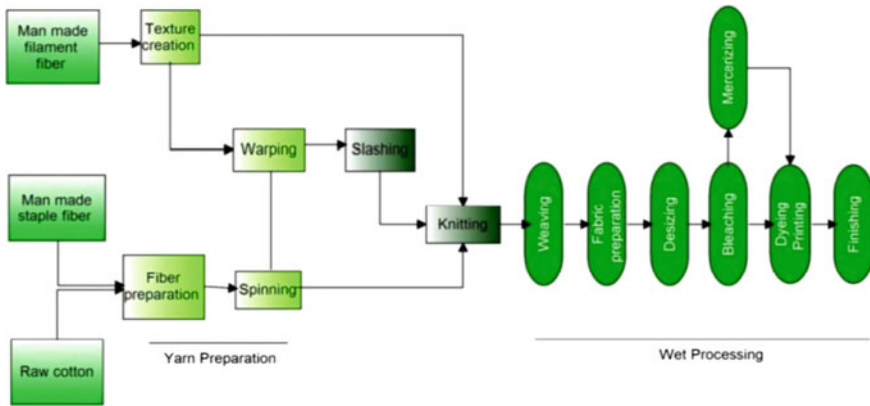 Man made
filament
fiber
Texture
creation
Mercerizing
Warping
Slashing
Man made
staple fiber
Knitting
Weaving
Fabric
preparation
Desizing
Bleaching
Dyeing
Printing
Finishing
Fiber
preparation
Spinning
Raw cotton
Yarn Preparation
Wet Processing